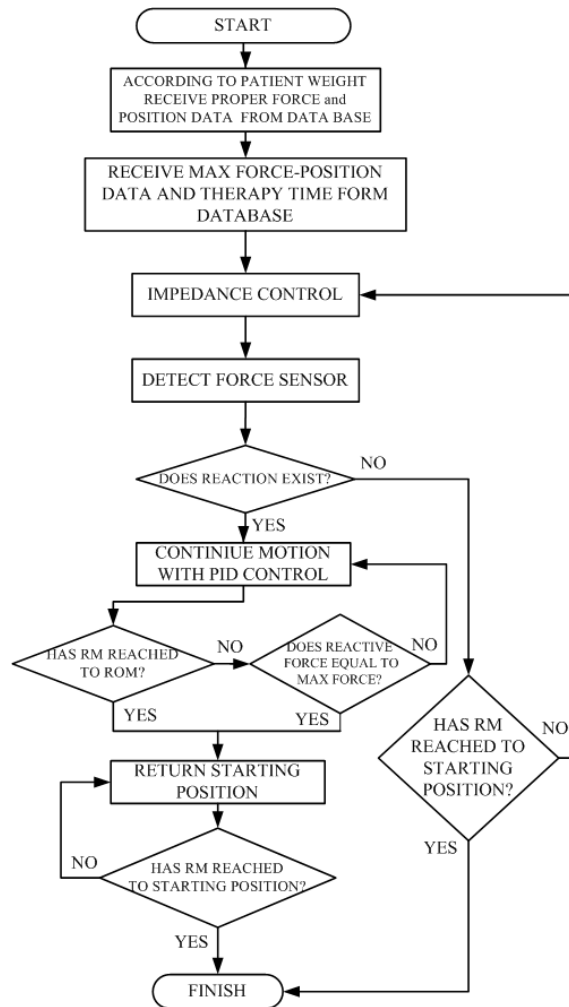 START
ACCORDING TO PATIENT WEIGHT
RECEIVE PROPER FORCE and
POSITION DATA FROM DATA BASE
RECEIVE MAX FORCE-POSITION
DATA AND THERAPY TIME FORM
DATABASE
IMPEDANCE CONTROL
DETECT FORCE SENSOR
DOES REACTION EXIST?
NO
YES
CONTINIUE MOTION
WITH PID CONTROL
HAS RM REACHED
TO ROM?
NO
DOES REACTIVE
FORCE EQUAL TO
MAX FORCE?
NO
YES
YES
HAS RM
REACHED TO
STARTING
POSITION?
NO
YES
RETURN STARTING
POSITION
NO
HAS RM REACHED
TO STARTING POSITION?
YES
FINISH